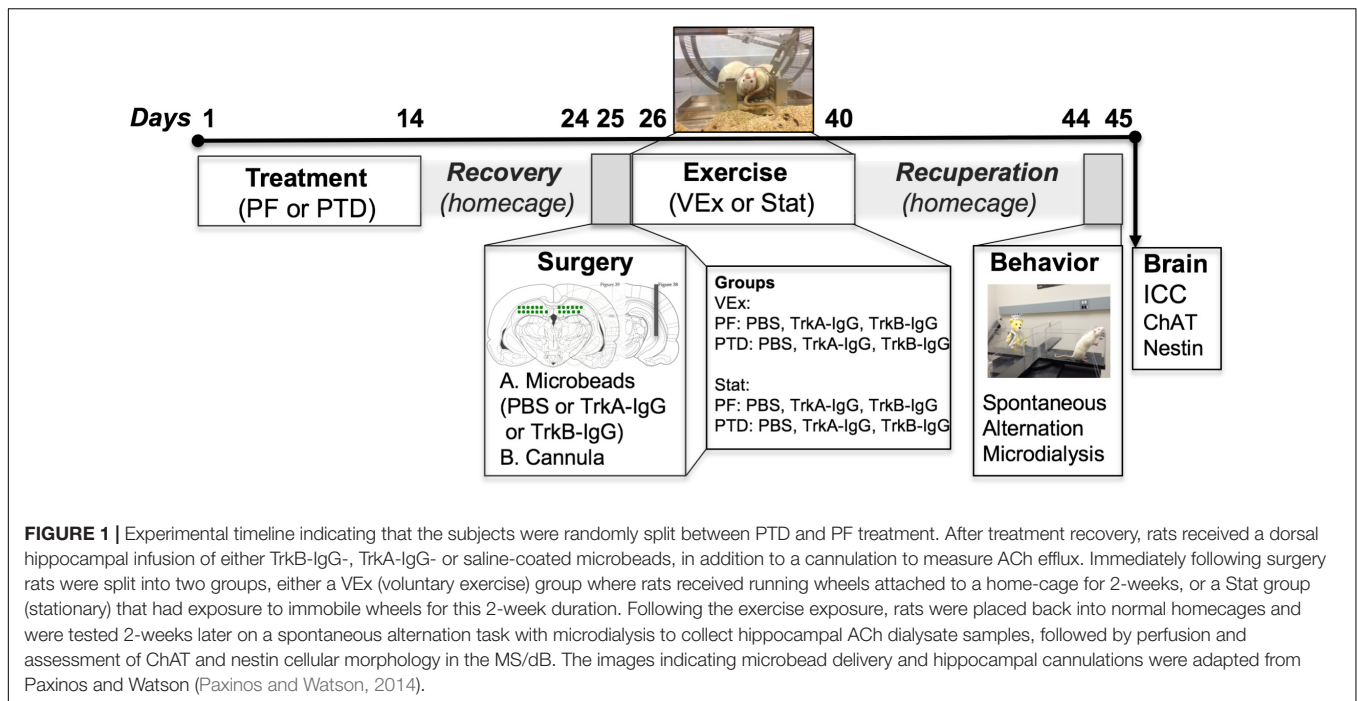 Days 1 14 24 25 26 40 44 45
Treatment
(PF or PTD)
Recovery
(homecage)
Exercise
(VEx or Stat)
Recuperation
(homecage)
Surgery
Figure 39
Figure 38
A. Microbeads
(PBS or TrkA-IgG
or TrkB-IgG)
B. Cannula
Groups
VEx:
PF: PBS, TrkA-IgG, TrkB-IgG
PTD: PBS, TrkA-IgG, TrkB-IgG
Stat:
PF: PBS, TrkA-IgG, TrkB-IgG
PTD: PBS, TrkA-IgG, TrkB-IgG
Behavior
Spontaneous
Alternation
Microdialysis
Brain
ICC
ChAT
Nestin
FIGURE 1 | Experimental timeline indicating that the subjects were randomly split between PTD and PF treatment. After treatment recovery, rats received a dorsal
hippocampal infusion of either TrkB-IgG-, TrkA-IgG- or saline-coated microbeads, in addition to a cannulation to measure ACh efflux. Immediately following surgery
rats were split into two groups, either a VEx (voluntary exercise) group where rats received running wheels attached to a home-cage for 2-weeks, or a Stat group
(stationary) that had exposure to immobile wheels for this 2-week duration. Following the exercise exposure, rats were placed back into normal homecages and
were tested 2-weeks later on a spontaneous alternation task with microdialysis to collect hippocampal ACh dialysate samples, followed by perfusion and
assessment of ChAT and nestin cellular morphology in the MS/dB. The images indicating microbead delivery and hippocampal cannulations were adapted from
Paxinos and Watson (Paxinos and Watson, 2014).